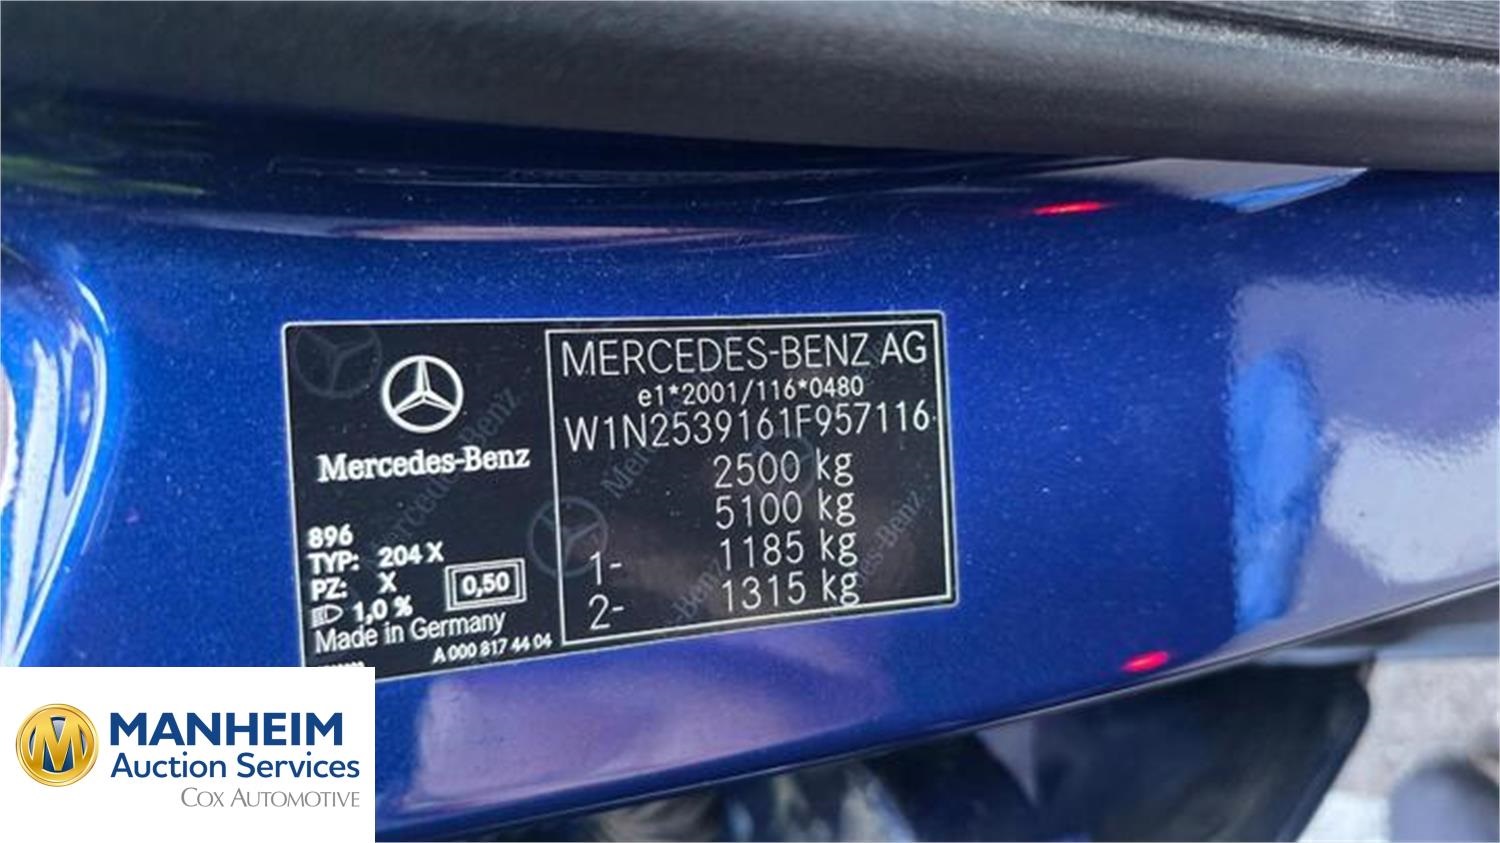 MERCEDES-BENZ AG
e1*2001/116*0480
W1N2539161F957116
2500 kg
5100 kg
1- 1185 kg
2- 1315 kg
Mercedes-Benz
896
TYP: 204 X
PZ: X
0,50
1,0 %
Made in Germany
A 000 817 44 04
MANHEIM
Auction Services
COX AUTOMOTIVE